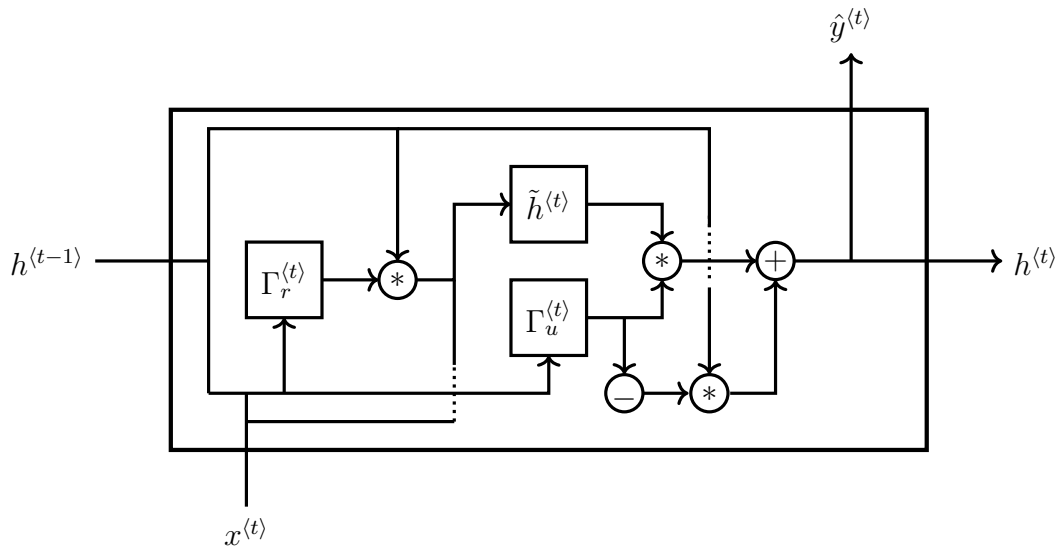 ŷ⟨t⟩
h̃⟨t⟩
h⟨t−1⟩
Γr⟨t⟩
*
*
+
h⟨t⟩
Γu⟨t⟩
−
*
x⟨t⟩